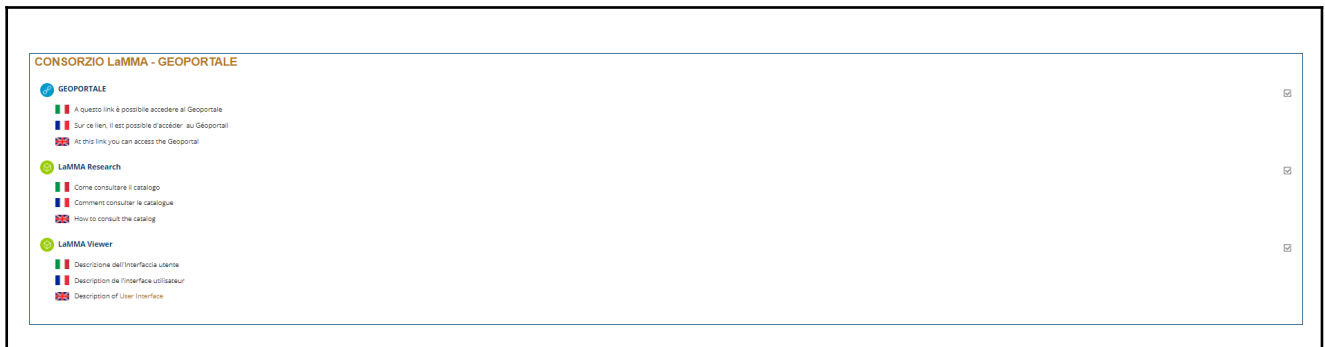 CONSORZIO LaMMA - GEOPORTALE
GEOPORTALE
A questo link è possibile accedere al Geoportale
Sur ce lien, il est possible d'accéder au Géoportail
At this link you can access the Geoportal
LaMMA Research
Come consultare il catalogo
Comment consulter le catalogue
How to consult the catalog
LaMMA Viewer
Descrizione dell'Interfaccia utente
Description de l'interface utilisateur
Description of User Interface